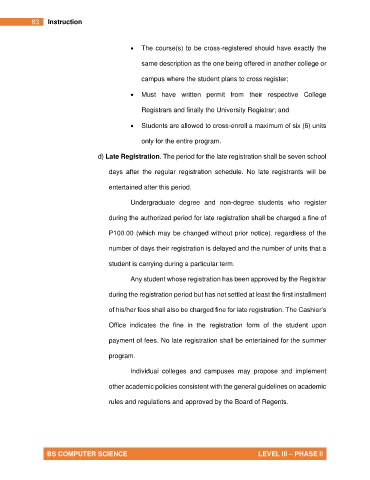 83 Instruction
• The course(s) to be cross-registered should have exactly the
same description as the one being offered in another college or
campus where the student plans to cross register;
• Must have written permit from their respective College
Registrars and finally the University Registrar; and
• Students are allowed to cross-enroll a maximum of six (6) units
only for the entire program.
d) Late Registration. The period for the late registration shall be seven school
days after the regular registration schedule. No late registrants will be
entertained after this period.
Undergraduate degree and non-degree students who register
during the authorized period for late registration shall be charged a fine of
P100.00 (which may be changed without prior notice), regardless of the
number of days their registration is delayed and the number of units that a
student is carrying during a particular term.
Any student whose registration has been approved by the Registrar
during the registration period but has not settled at least the first installment
of his/her fees shall also be charged fine for late registration. The Cashier's
Office indicates the fine in the registration form of the student upon
payment of fees. No late registration shall be entertained for the summer
program.
Individual colleges and campuses may propose and implement
other academic policies consistent with the general guidelines on academic
rules and regulations and approved by the Board of Regents.
BS COMPUTER SCIENCE LEVEL III – PHASE II